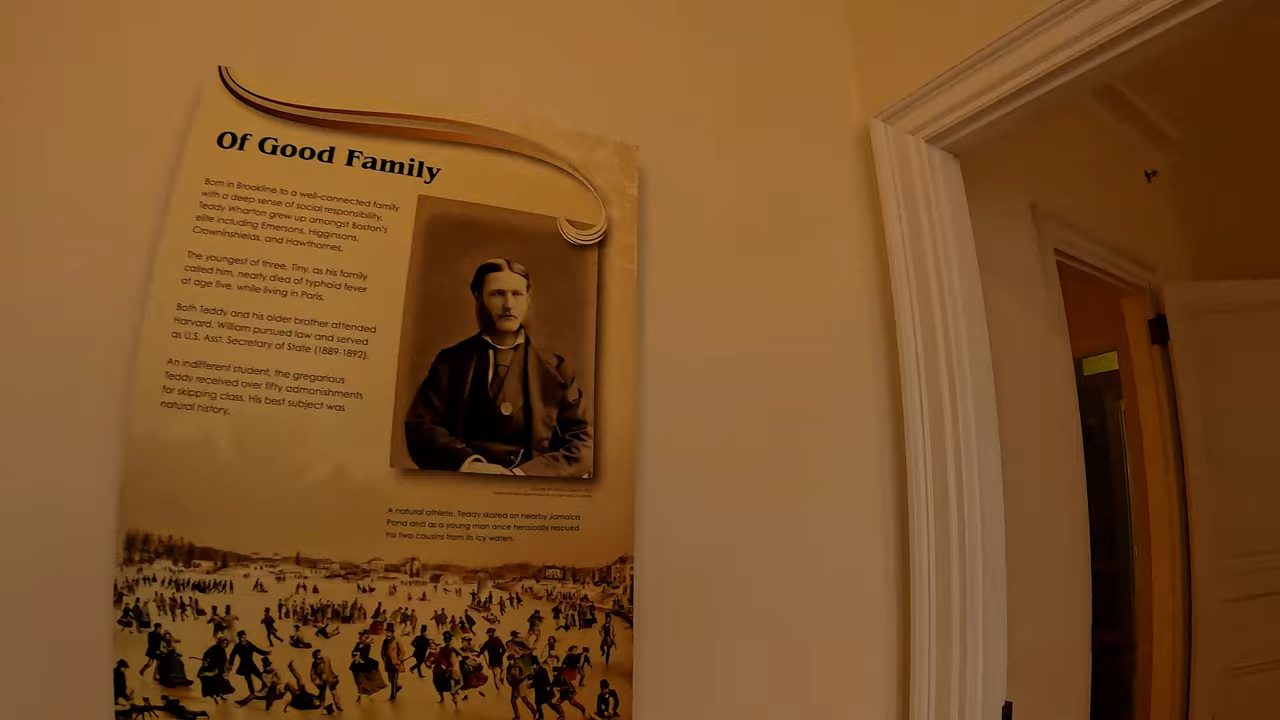 Of Good Family
Born in Brookline to a well-connected family
with a deep sense of social responsibility,
Teddy Wharton grew up amongst Boston's
elite including Emersons, Higginsons,
Crowninshields, and Hawthornes.
The youngest of three, Tiny, as his family
called him, nearly died of typhoid fever
at age five, while living in Paris.
Both Teddy and his older brother attended
Harvard. William pursued law and served
as U.S. Asst. Secretary of State (1889-1892).
An indifferent student, the gregarious
Teddy received over fifty admonishments
for skipping class. His best subject was
natural history.
A natural athlete, Teddy skated on nearby Jamaica
Pond and as a young man once heroically rescued
his two cousins from its icy waters.